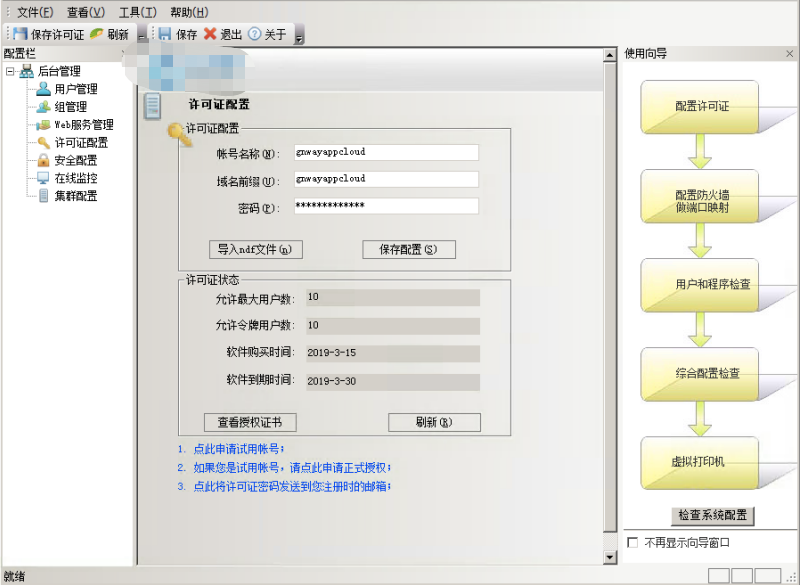 文件(F) 查看(V) 工具(T) 帮助(H)
保存许可证 刷新 保存 退出 关于
配置栏
后台管理
用户管理
组管理
Web服务管理
许可证配置
安全配置
在线监控
集群配置
许可证配置
许可证配置
帐号名称(N): gnwayappcloud
域名前缀(U): gnwayappcloud
密码(P): *************
导入ndf文件(n) 保存配置(S)
许可证状态
允许最大用户数: 10
允许令牌用户数: 10
软件购买时间: 2019-3-15
软件到期时间: 2019-3-30
查看授权证书 刷新(R)
1. 点此申请试用帐号;
2. 如果您是试用帐号,请点此申请正式授权;
3. 点此将许可证密码发送到您注册时的邮箱;
使用向导
配置许可证
配置防火墙
做端口映射
用户和程序检查
综合配置检查
虚拟打印机
检查系统配置
不再显示向导窗口
就绪